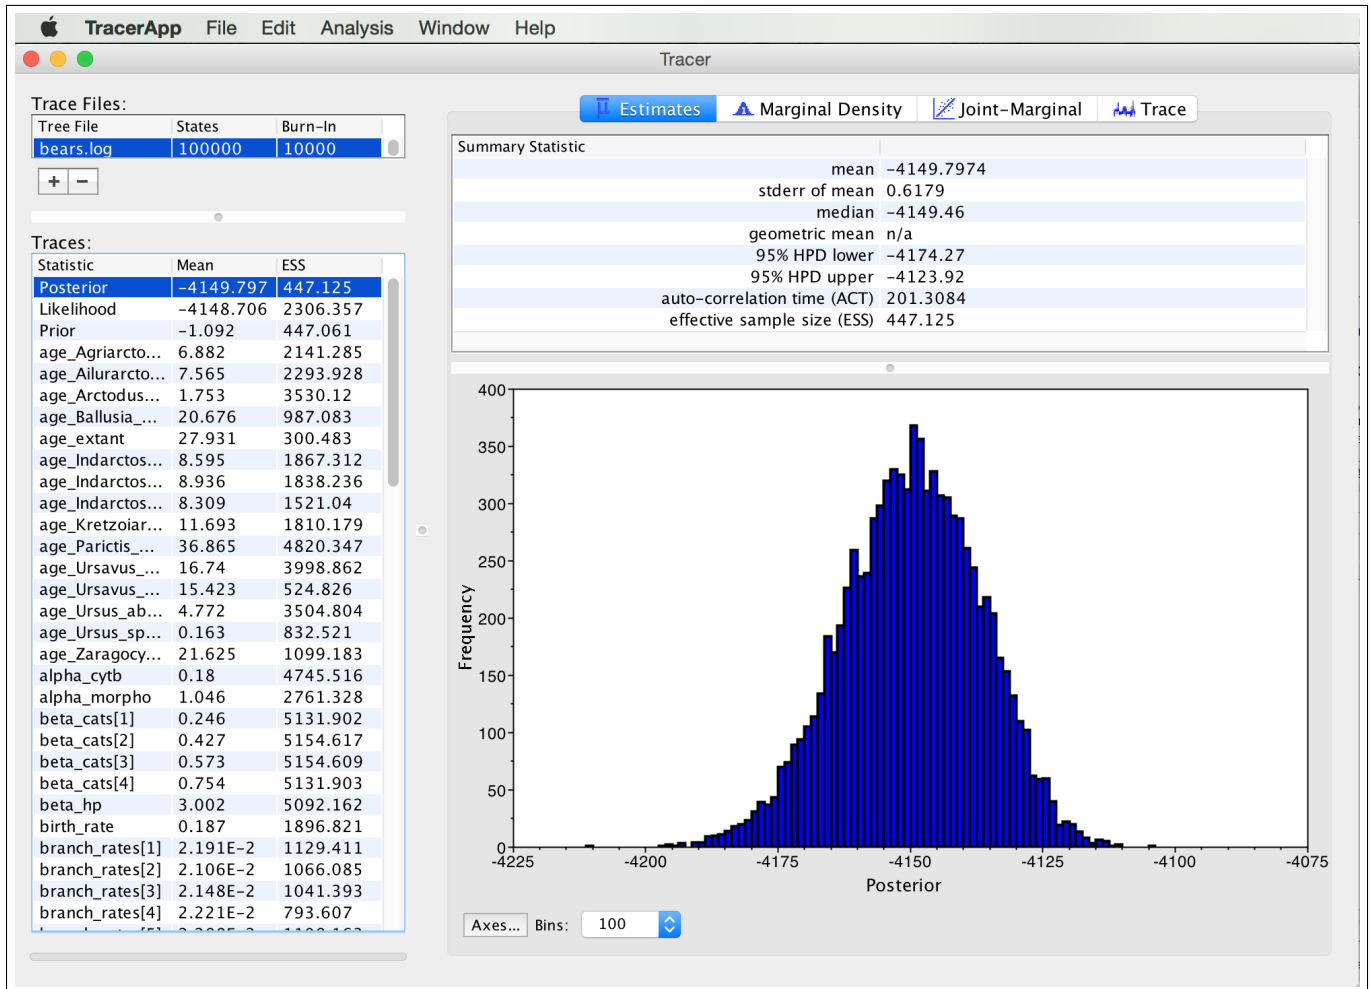 TracerApp File Edit Analysis Window Help
Tracer
Trace Files:
Tree File States Burn-In
bears.log 100000 10000
+ −
Traces:
Statistic Mean ESS
Posterior -4149.797 447.125
Likelihood -4148.706 2306.357
Prior -1.092 447.061
age_Agriarcto... 6.882 2141.285
age_Ailurarcto... 7.565 2293.928
age_Arctodus... 1.753 3530.12
age_Ballusia_... 20.676 987.083
age_extant 27.931 300.483
age_Indarctos... 8.595 1867.312
age_Indarctos... 8.936 1838.236
age_Indarctos... 8.309 1521.04
age_Kretzoiar... 11.693 1810.179
age_Parictis_... 36.865 4820.347
age_Ursavus_... 16.74 3998.862
age_Ursavus_... 15.423 524.826
age_Ursus_ab... 4.772 3504.804
age_Ursus_sp... 0.163 832.521
age_Zaragocy... 21.625 1099.183
alpha_cytb 0.18 4745.516
alpha_morpho 1.046 2761.328
beta_cats[1] 0.246 5131.902
beta_cats[2] 0.427 5154.617
beta_cats[3] 0.573 5154.609
beta_cats[4] 0.754 5131.903
beta_hp 3.002 5092.162
birth_rate 0.187 1896.821
branch_rates[1] 2.191E-2 1129.411
branch_rates[2] 2.106E-2 1066.085
branch_rates[3] 2.148E-2 1041.393
branch_rates[4] 2.221E-2 793.607
Estimates Marginal Density Joint-Marginal Trace
Summary Statistic
mean -4149.7974
stderr of mean 0.6179
median -4149.46
geometric mean n/a
95% HPD lower -4174.27
95% HPD upper -4123.92
auto-correlation time (ACT) 201.3084
effective sample size (ESS) 447.125
400
350
300
250
200
150
100
50
0
Frequency
-4225 -4200 -4175 -4150 -4125 -4100 -4075
Posterior
Axes... Bins: 100